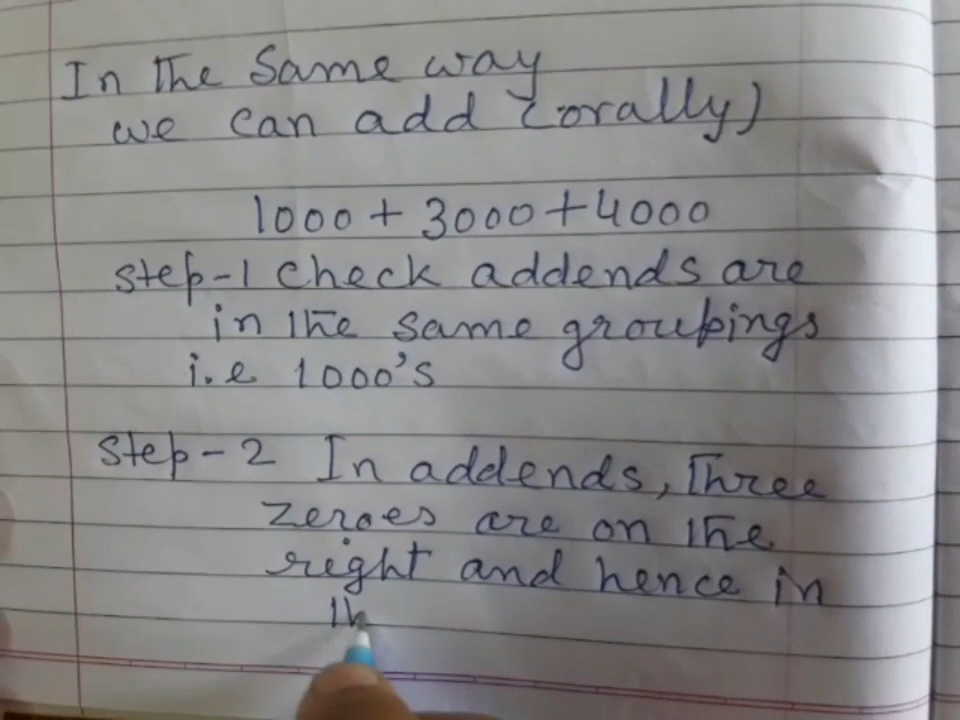 In the same way
we can add (orally)
1000 + 3000 + 4000
step-1 check addends are
in the same groupings
i.e 1000's
step-2 In addends, Three
zeroes are on the
right and hence in
th